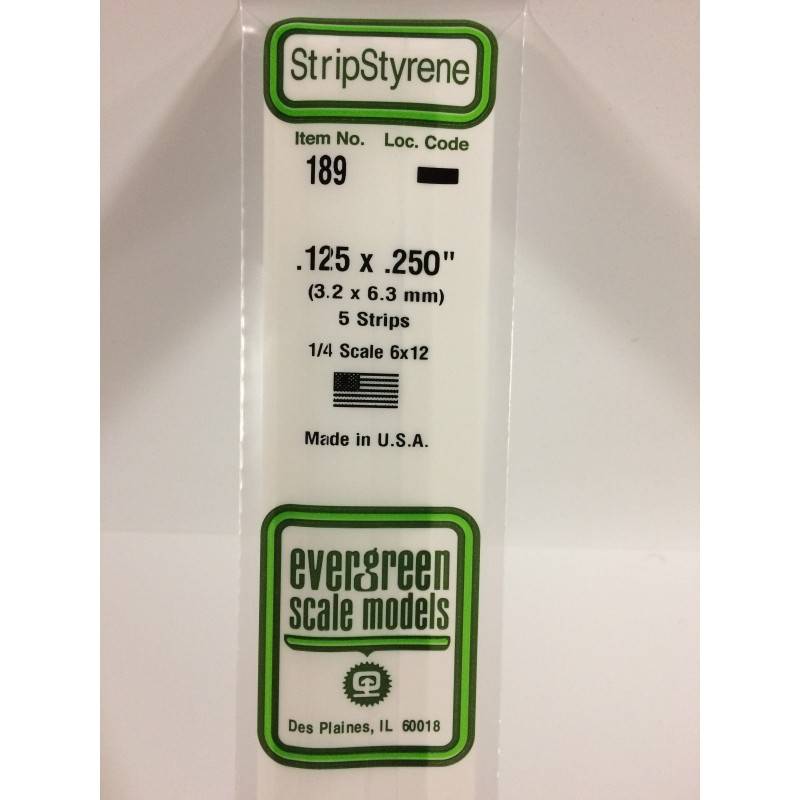 StripStyrene
Item No. Loc. Code
189
.125 x .250"
(3.2 x 6.3 mm)
5 Strips
1/4 Scale 6x12
Made in U.S.A.
evergreen
scale models
Des Plaines, IL 60018